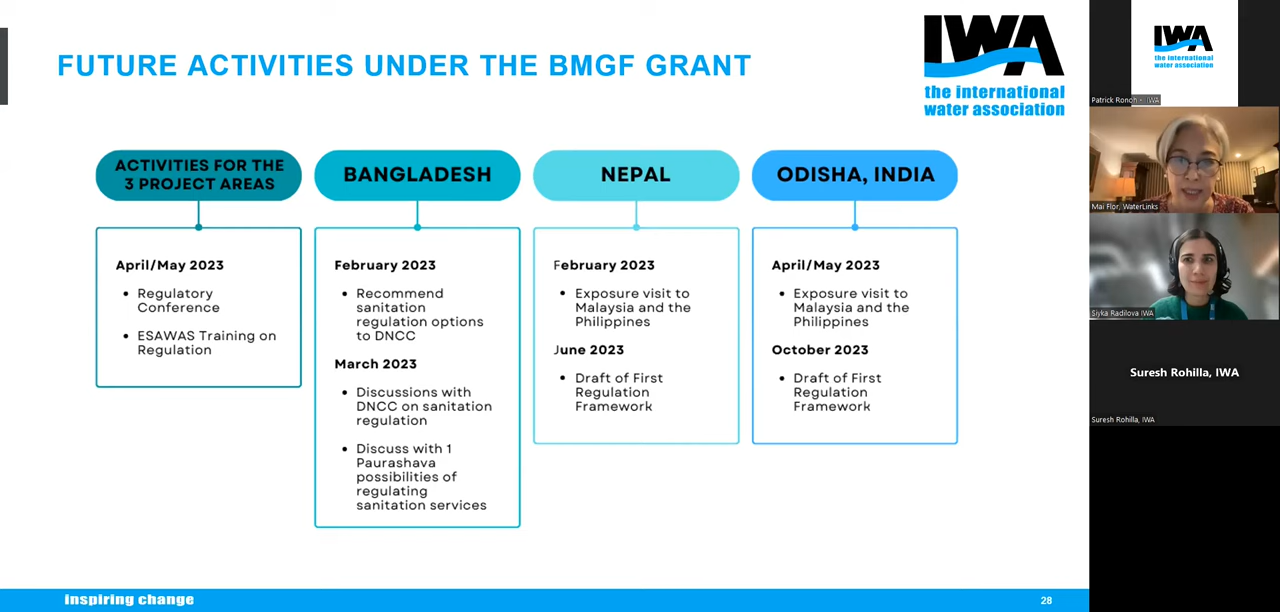 FUTURE ACTIVITIES UNDER THE BMGF GRANT
IWA
the international
water association
ACTIVITIES FOR THE
3 PROJECT AREAS
April/May 2023
• Regulatory
Conference
• ESAWAS Training on
Regulation
BANGLADESH
February 2023
• Recommend
sanitation
regulation options
to DNCC
March 2023
• Discussions with
DNCC on sanitation
regulation
• Discuss with 1
Paurashava
possibilities of
regulating
sanitation services
NEPAL
February 2023
• Exposure visit to
Malaysia and the
Philippines
June 2023
• Draft of First
Regulation
Framework
ODISHA, INDIA
April/May 2023
• Exposure visit to
Malaysia and the
Philippines
October 2023
• Draft of First
Regulation
Framework
inspiring change
28
IWA
the international
water association
Patrick Ronoh - IWA
Mai Flor, WaterLinks
Siyka Radilova IWA
Suresh Rohilla, IWA
Suresh Rohilla, IWA